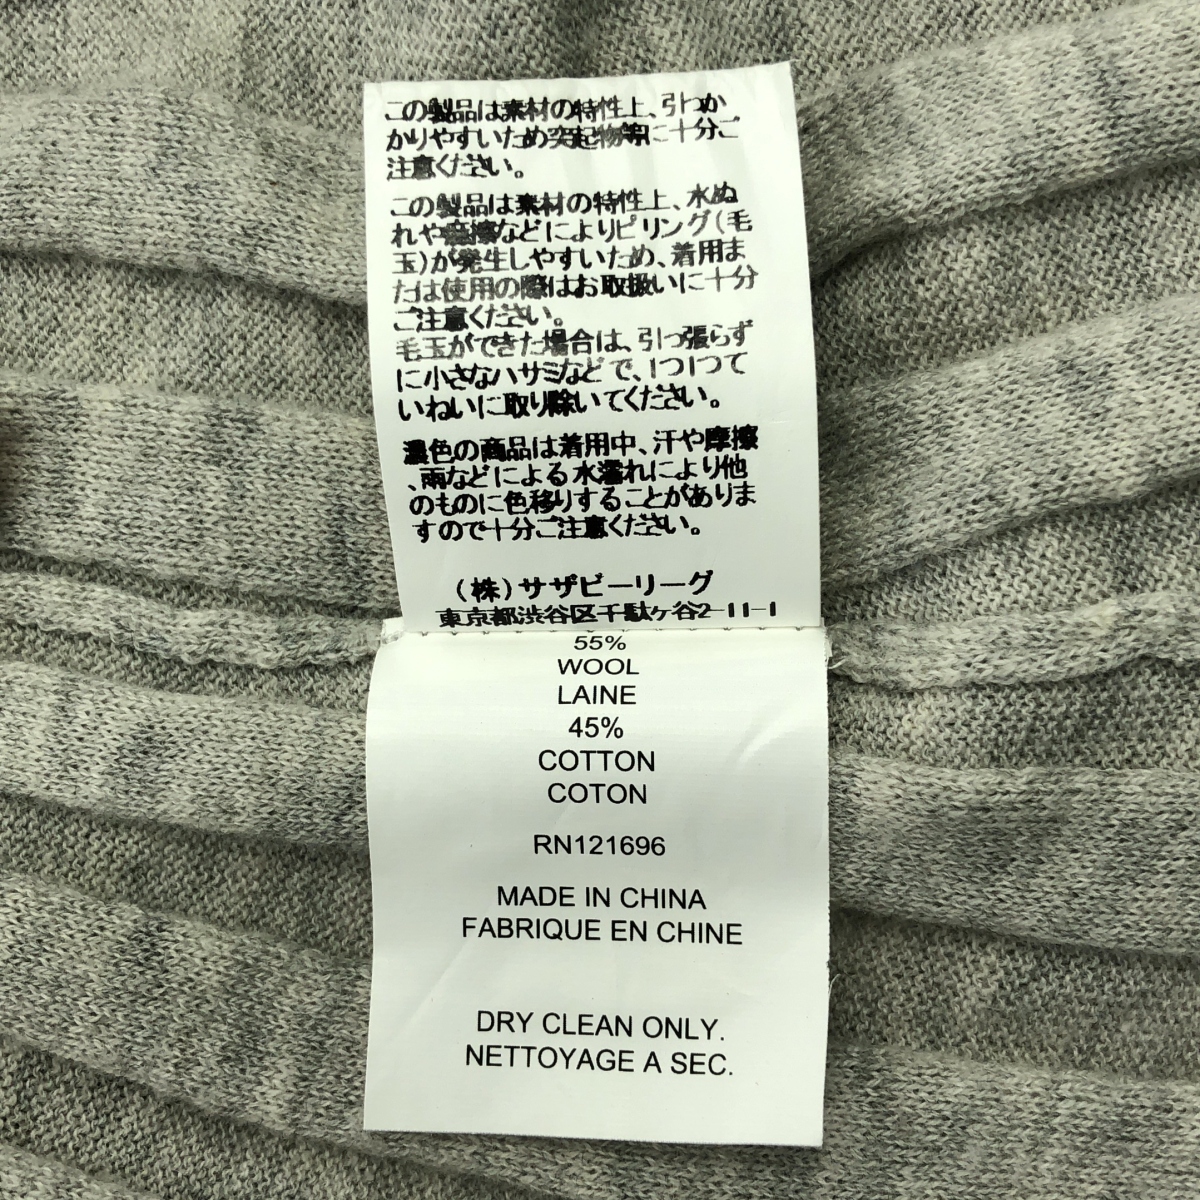 この製品は素材の特性上、引つか
かりやすいため突起物等に十分ご
注意ください。
この製品は素材の特性上、水ぬ
れや摩擦などによりピリング(毛
玉)が発生しやすいため、着用ま
たは使用の際はお取扱いに十分
ご注意ください。
毛玉ができた場合は、引っ張らず
に小さなハサミなどで、1つ1つて
いねいに取り除いてください。
濃色の商品は着用中、汗や摩擦
、雨などによる水濡れにより他
のものに色移りすることがありま
すので十分ご注意ください。
(株)サザビーリーグ
東京都渋谷区千駄ヶ谷2-11-1
55%
WOOL
LAINE
45%
COTTON
COTON
RN121696
MADE IN CHINA
FABRIQUE EN CHINE
DRY CLEAN ONLY.
NETTOYAGE A SEC.